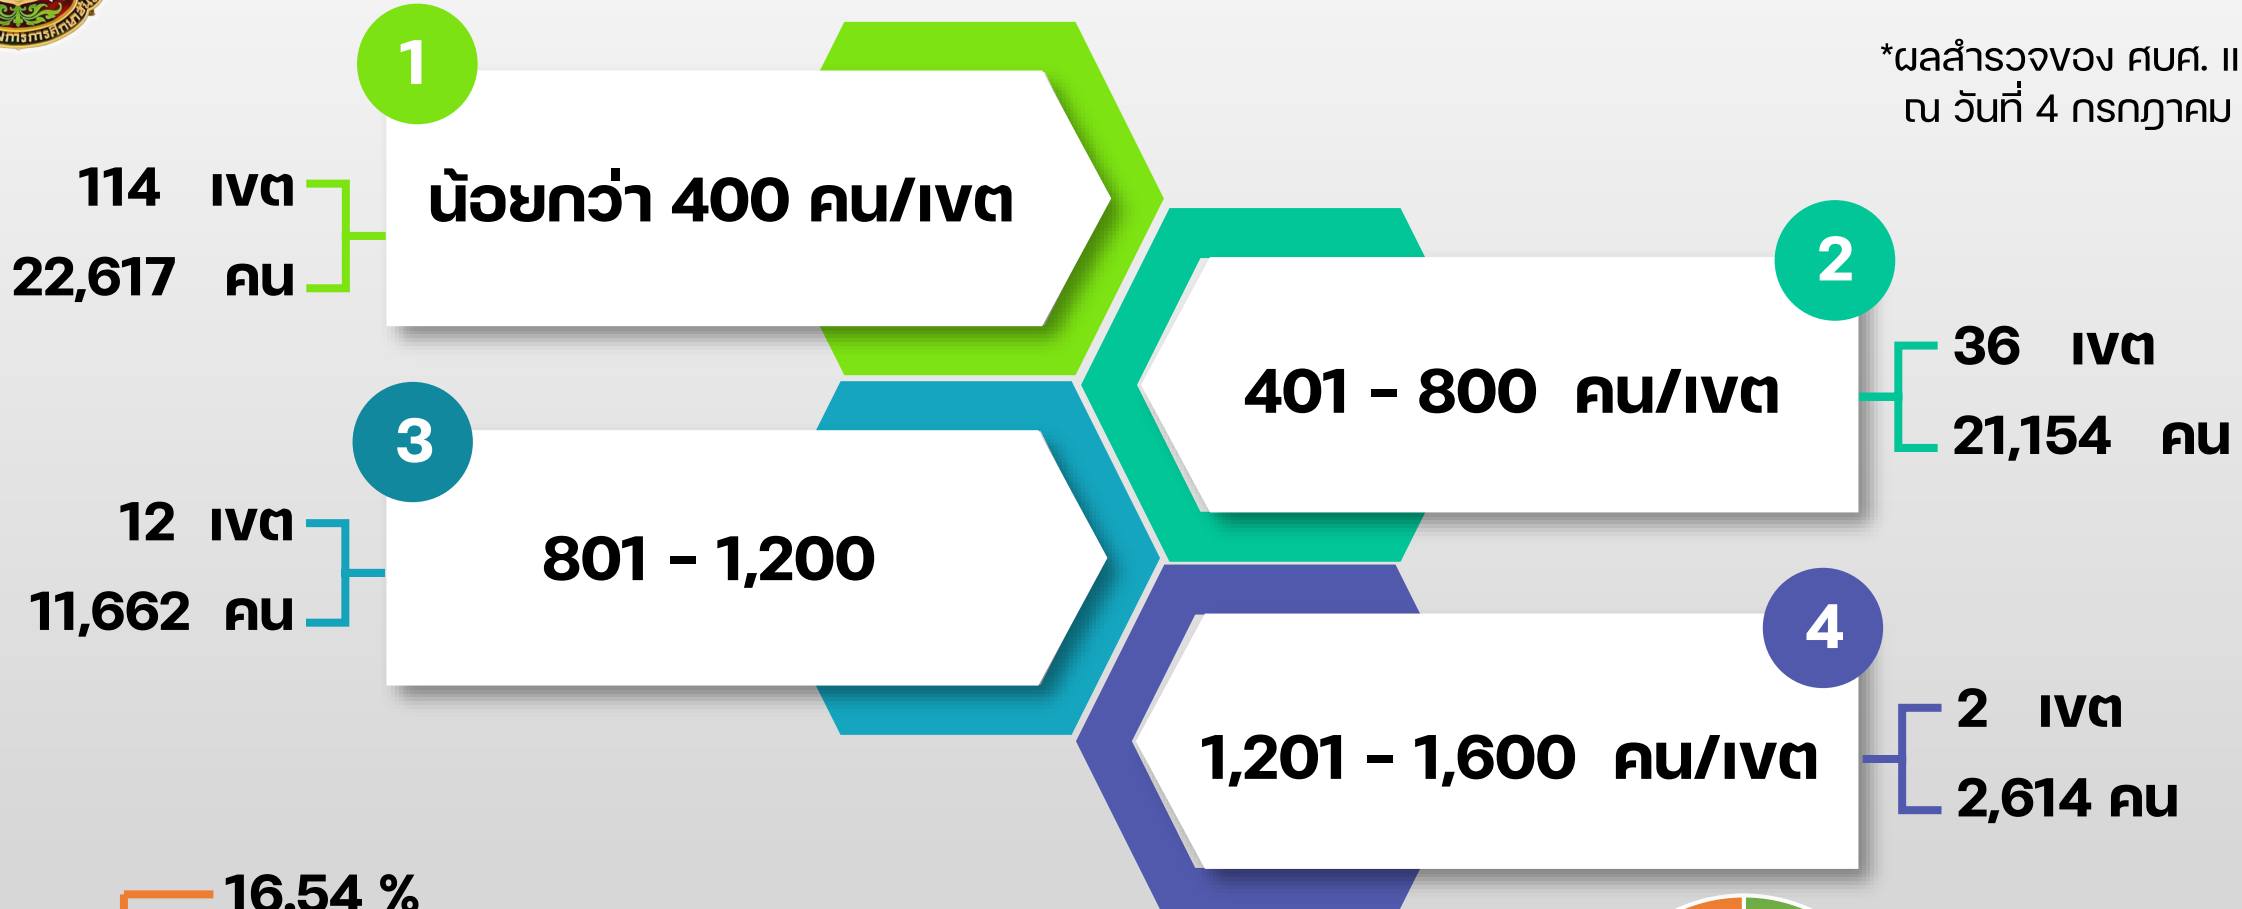 *ผลสำรวจของ ศบศ.
ณ วันที่ 4 กรกฎาคม
1
น้อยกว่า 400 คน/เขต
114 เขต
22,617 คน
2
401 - 800 คน/เขต
36 เขต
21,154 คน
3
801 - 1,200
12 เขต
11,662 คน
4
1,201 - 1,600 คน/เขต
2 เขต
2,614 คน
16.54 %